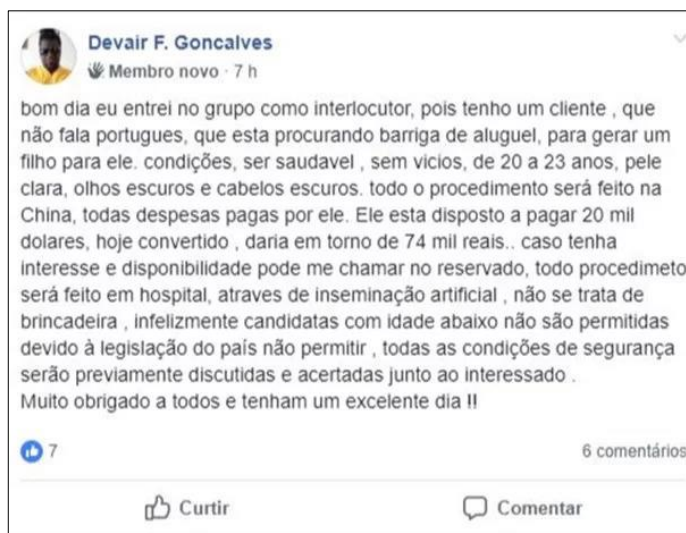 Devair F. Goncalves
Membro novo · 7 h
bom dia eu entrei no grupo como interlocutor, pois tenho um cliente , que
não fala portugues, que esta procurando barriga de aluguel, para gerar um
filho para ele. condições, ser saudavel , sem vicios, de 20 a 23 anos, pele
clara, olhos escuros e cabelos escuros. todo o procedimento será feito na
China, todas despesas pagas por ele. Ele esta disposto a pagar 20 mil
dolares, hoje convertido , daria em torno de 74 mil reais.. caso tenha
interesse e disponibilidade pode me chamar no reservado, todo procedimeto
será feito em hospital, atraves de inseminação artificial , não se trata de
brincadeira , infelizmente candidatas com idade abaixo não são permitidas
devido à legislação do país não permitir , todas as condições de segurança
serão previamente discutidas e acertadas junto ao interessado .
Muito obrigado a todos e tenham um excelente dia !!
7 6 comentários
Curtir Comentar